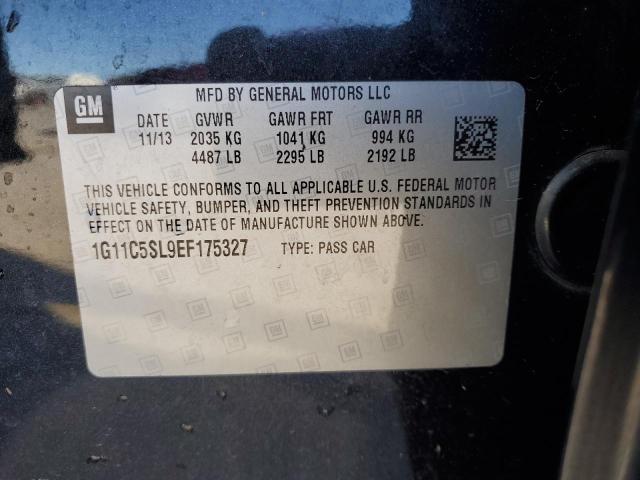 GM
MFD BY GENERAL MOTORS LLC
DATE GVWR GAWR FRT GAWR RR
11/13 2035 KG 1041 KG 994 KG
4487 LB 2295 LB 2192 LB
THIS VEHICLE CONFORMS TO ALL APPLICABLE U.S. FEDERAL MOTOR
VEHICLE SAFETY, BUMPER, AND THEFT PREVENTION STANDARDS IN
EFFECT ON THE DATE OF MANUFACTURE SHOWN ABOVE.
1G11C5SL9EF175327 TYPE: PASS CAR